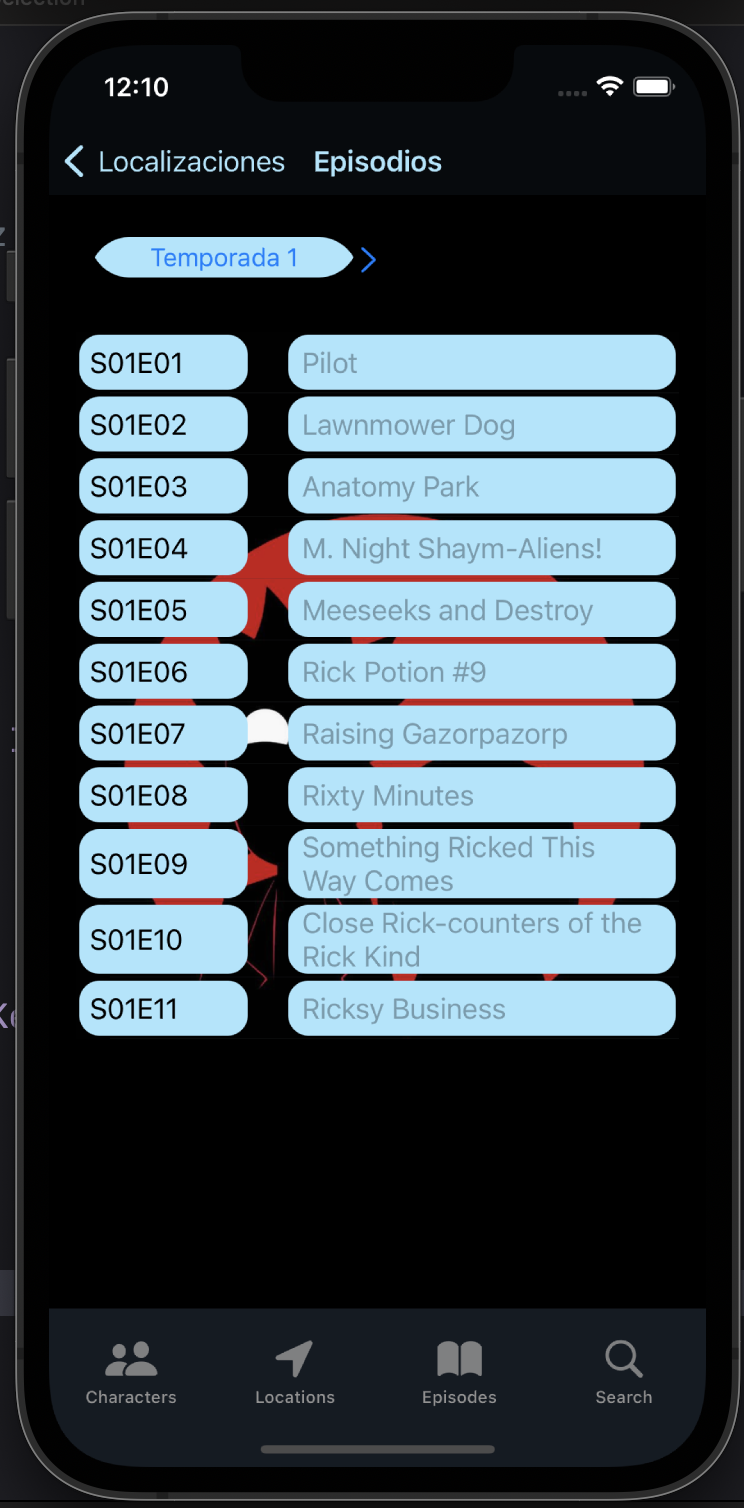 12:10
Localizaciones Episodios
Temporada 1
S01E01 Pilot
S01E02 Lawnmower Dog
S01E03 Anatomy Park
S01E04 M. Night Shaym-Aliens!
S01E05 Meeseeks and Destroy
S01E06 Rick Potion #9
S01E07 Raising Gazorpazorp
S01E08 Rixty Minutes
S01E09 Something Ricked This
Way Comes
S01E10 Close Rick-counters of the
Rick Kind
S01E11 Ricksy Business
Characters Locations Episodes Search